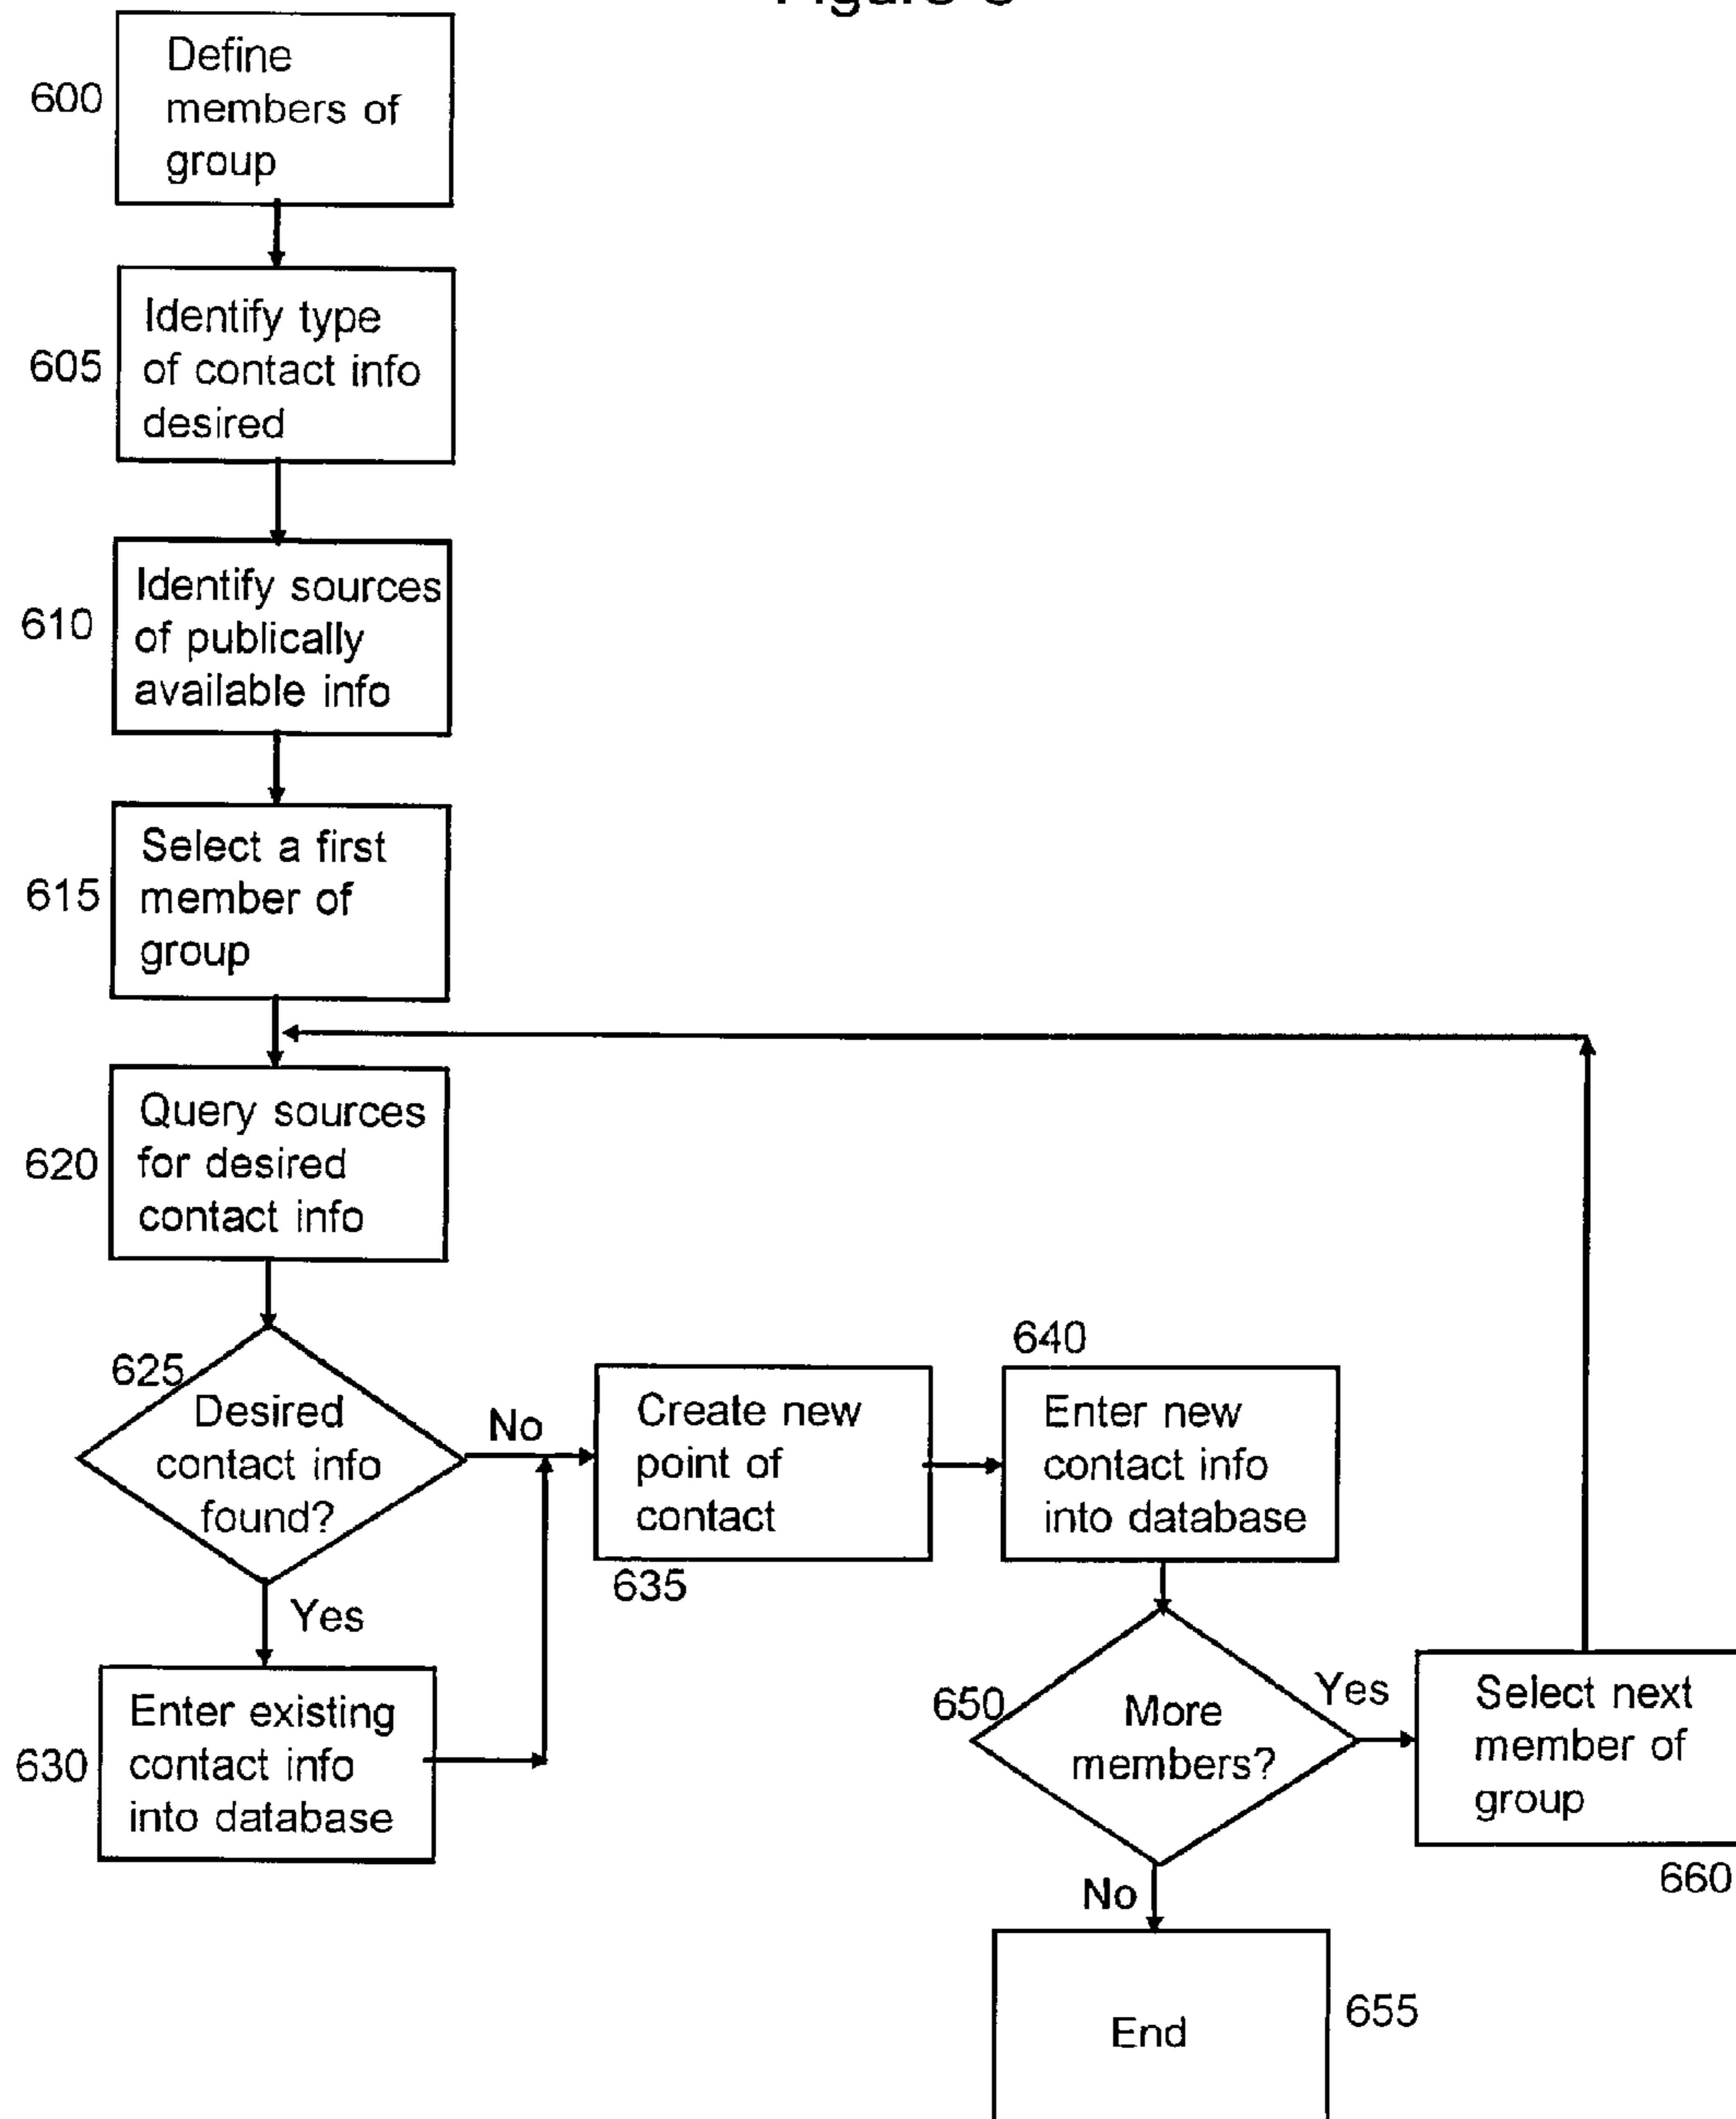 600
Define
members of
group
605
Identify type
of contact info
desired
610
Identify sources
of publically
available info
615
Select a first
member of
group
620
Query sources
for desired
contact info
625
Desired
contact info
found?
No
Yes
630
Enter existing
contact info
into database
Create new
point of
contact
635
640
Enter new
contact info
into database
650
More
members?
Yes
No
Select next
member of
group
660
End
655